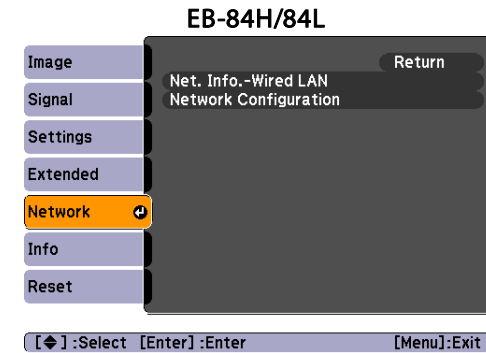 EB-84H/84L
Image
Return
Net. Info.-Wired LAN
Signal
Network Configuration
Settings
Extended
Network
Info
Reset
[◆] :Select [Enter] :Enter [Menu]:Exit